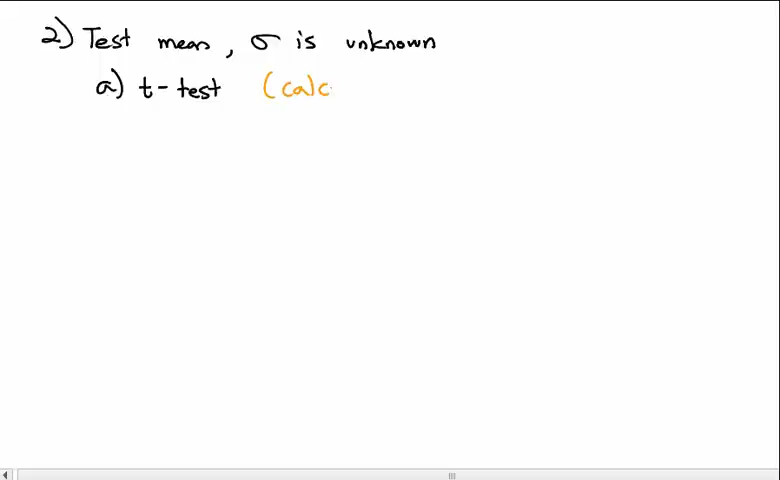 2) Test mean, σ is unknown
a) t-test (calc